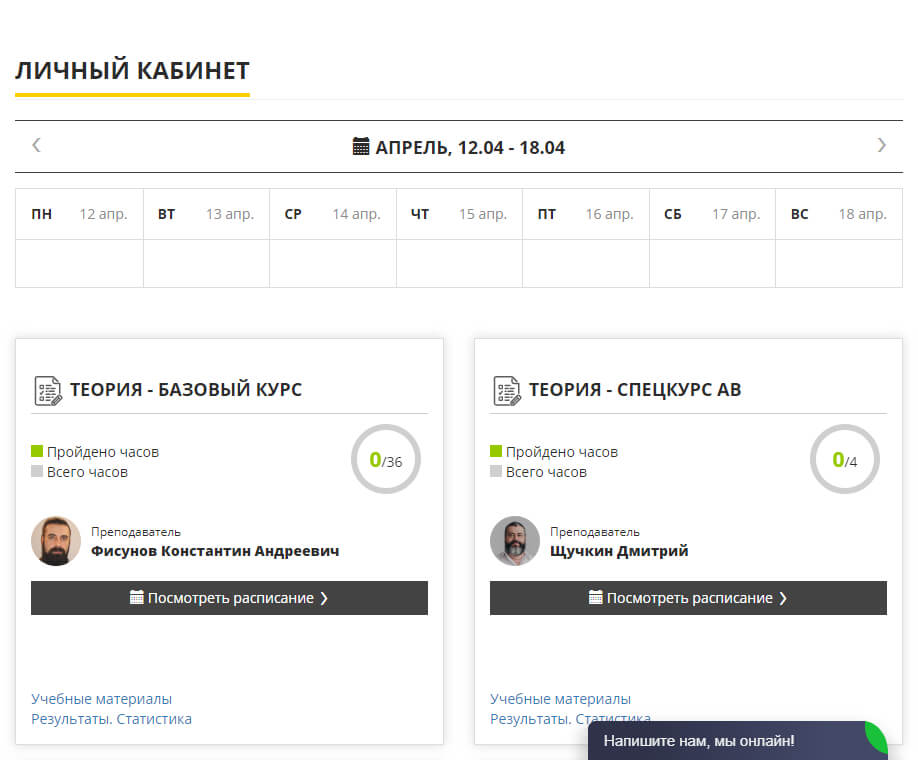 ЛИЧНЫЙ КАБИНЕТ
АПРЕЛЬ, 12.04 - 18.04
ПН 12 апр. ВТ 13 апр. СР 14 апр. ЧТ 15 апр. ПТ 16 апр. СБ 17 апр. ВС 18 апр.
ТЕОРИЯ - БАЗОВЫЙ КУРС
Пройдено часов
Всего часов
0/36
Преподаватель
Фисунов Константин Андреевич
Посмотреть расписание
Учебные материалы
Результаты. Статистика
ТЕОРИЯ - СПЕЦКУРС АВ
Пройдено часов
Всего часов
0/4
Преподаватель
Щучкин Дмитрий
Посмотреть расписание
Учебные материалы
Результаты. Статистика
Напишите нам, мы онлайн!